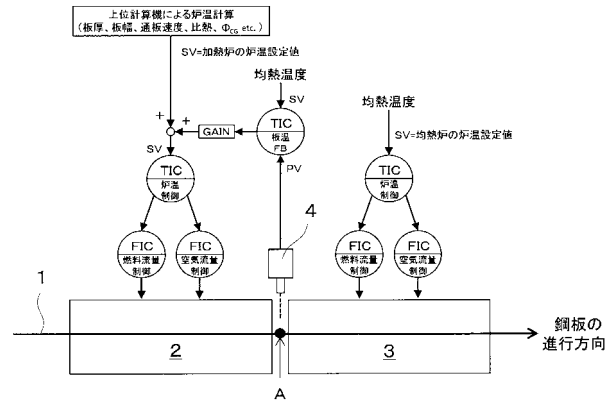 上位計算機による炉温計算
(板厚、板幅、通板速度、比熱、ΦCG etc.)
SV=加熱炉の炉温設定値
均熱温度
SV
+
+
GAIN
TIC
板温
FB
SV
PV
TIC
炉温
制御
FIC
燃料流量
制御
FIC
空気流量
制御
均熱温度
SV=均熱炉の炉温設定値
TIC
炉温
制御
FIC
燃料流量
制御
FIC
空気流量
制御
4
1
2
3
A
鋼板の
進行方向